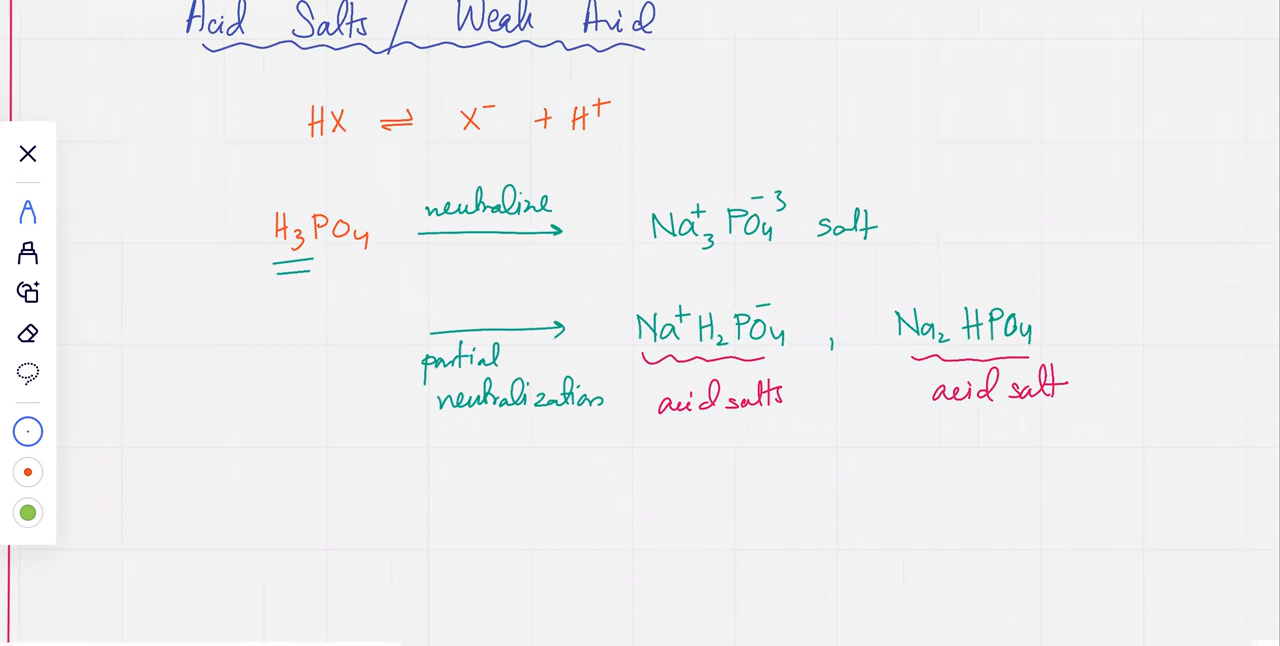 Acid Salts / Weak Acid
HX ⇌ X⁻ + H⁺
H₃PO₄ neutralize → Na⁺₃ PO₄⁻³ salt
→ partial neutralization Na⁺ H₂PO₄⁻ , Na₂ HPO₄
acid salts acid salt